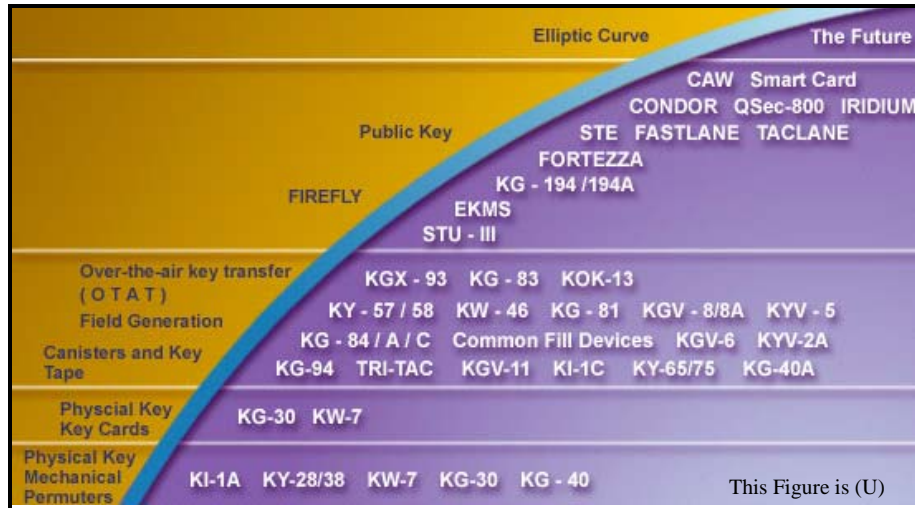 Elliptic Curve The Future
CAW Smart Card
CONDOR QSec-800 IRIDIUM
Public Key STE FASTLANE TACLANE
FORTEZZA
KG - 194 /194A
FIREFLY
EKMS
STU - III
Over-the-air key transfer
( O T A T )
KGX - 93 KG - 83 KOK-13
Field Generation
KY - 57 / 58 KW - 46 KG - 81 KGV - 8/8A KYV - 5
KG - 84 / A / C Common Fill Devices KGV-6 KYV-2A
Canisters and Key
Tape
KG-94 TRI-TAC KGV-11 KI-1C KY-65/75 KG-40A
Physcial Key
Key Cards
KG-30 KW-7
Physical Key
Mechanical
Permuters
KI-1A KY-28/38 KW-7 KG-30 KG - 40
This Figure is (U)